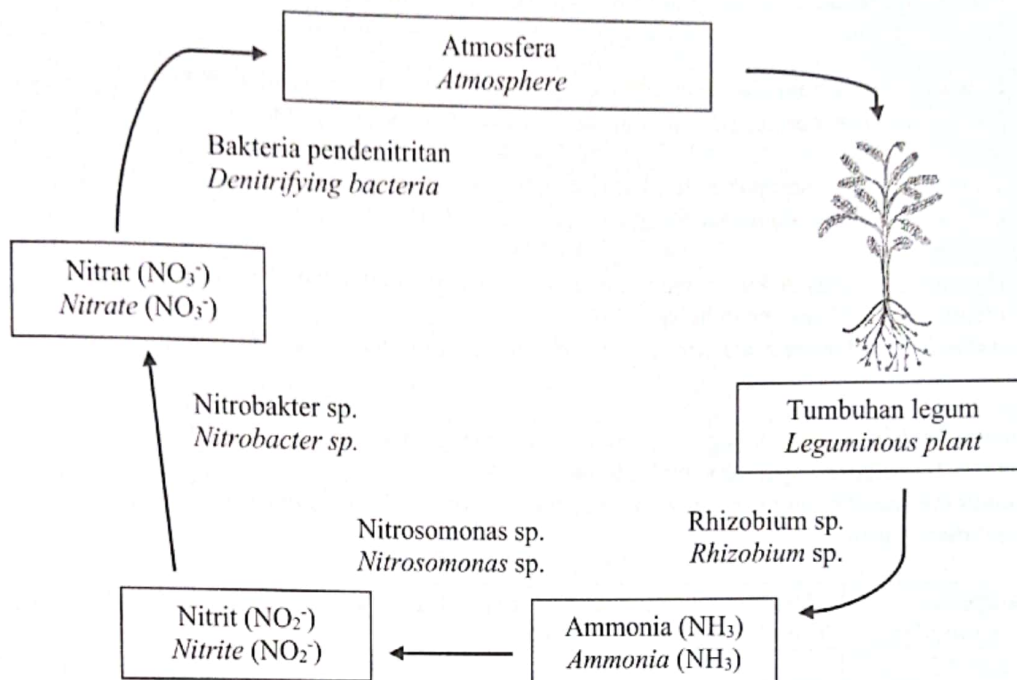 Atmosfera
Atmosphere
Bakteria pendenitritan
Denitrifying bacteria
Nitrat (NO₃⁻)
Nitrate (NO₃⁻)
Nitrobakter sp.
Nitrobacter sp.
Tumbuhan legum
Leguminous plant
Nitrosomonas sp.
Nitrosomonas sp.
Rhizobium sp.
Rhizobium sp.
Nitrit (NO₂⁻)
Nitrite (NO₂⁻)
Ammonia (NH₃)
Ammonia (NH₃)